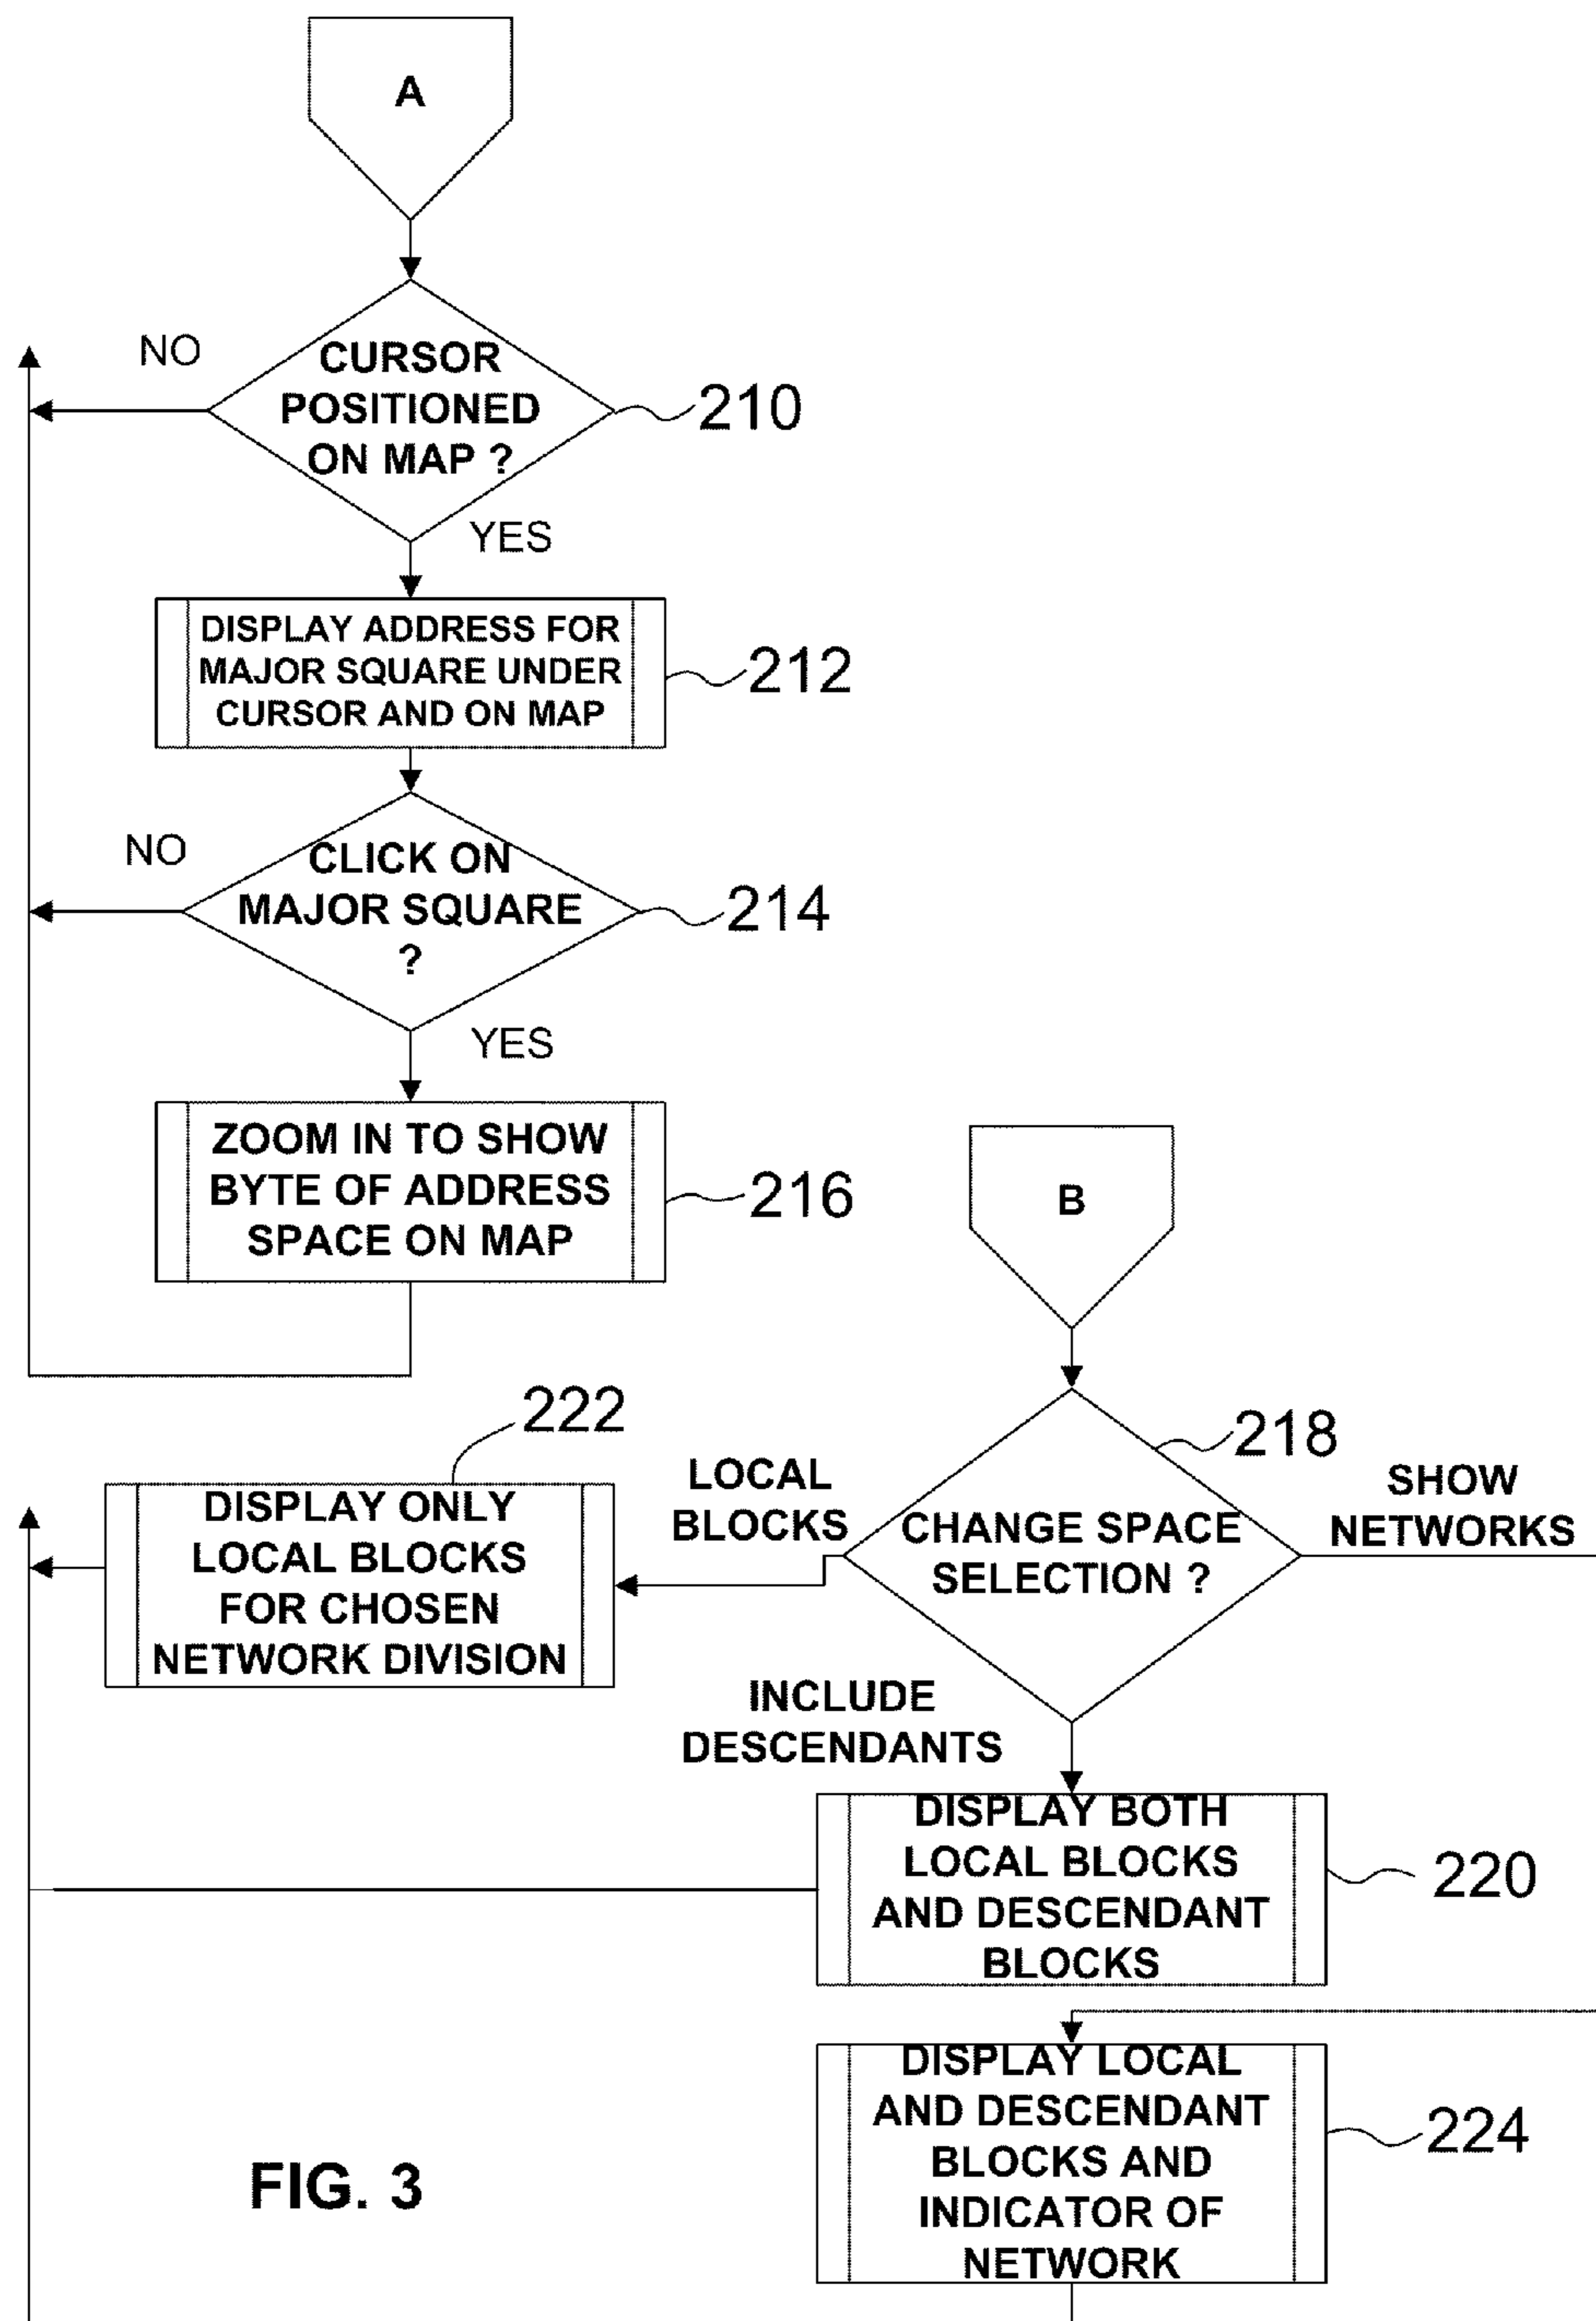 A
NO
CURSOR
POSITIONED
ON MAP ?
210
YES
DISPLAY ADDRESS FOR
MAJOR SQUARE UNDER
CURSOR AND ON MAP
212
NO
CLICK ON
MAJOR SQUARE
?
214
YES
ZOOM IN TO SHOW
BYTE OF ADDRESS
SPACE ON MAP
216
B
222
218
LOCAL
BLOCKS
SHOW
NETWORKS
DISPLAY ONLY
LOCAL BLOCKS
FOR CHOSEN
NETWORK DIVISION
CHANGE SPACE
SELECTION ?
INCLUDE
DESCENDANTS
DISPLAY BOTH
LOCAL BLOCKS
AND DESCENDANT
BLOCKS
220
DISPLAY LOCAL
AND DESCENDANT
BLOCKS AND
INDICATOR OF
NETWORK
224
FIG. 3